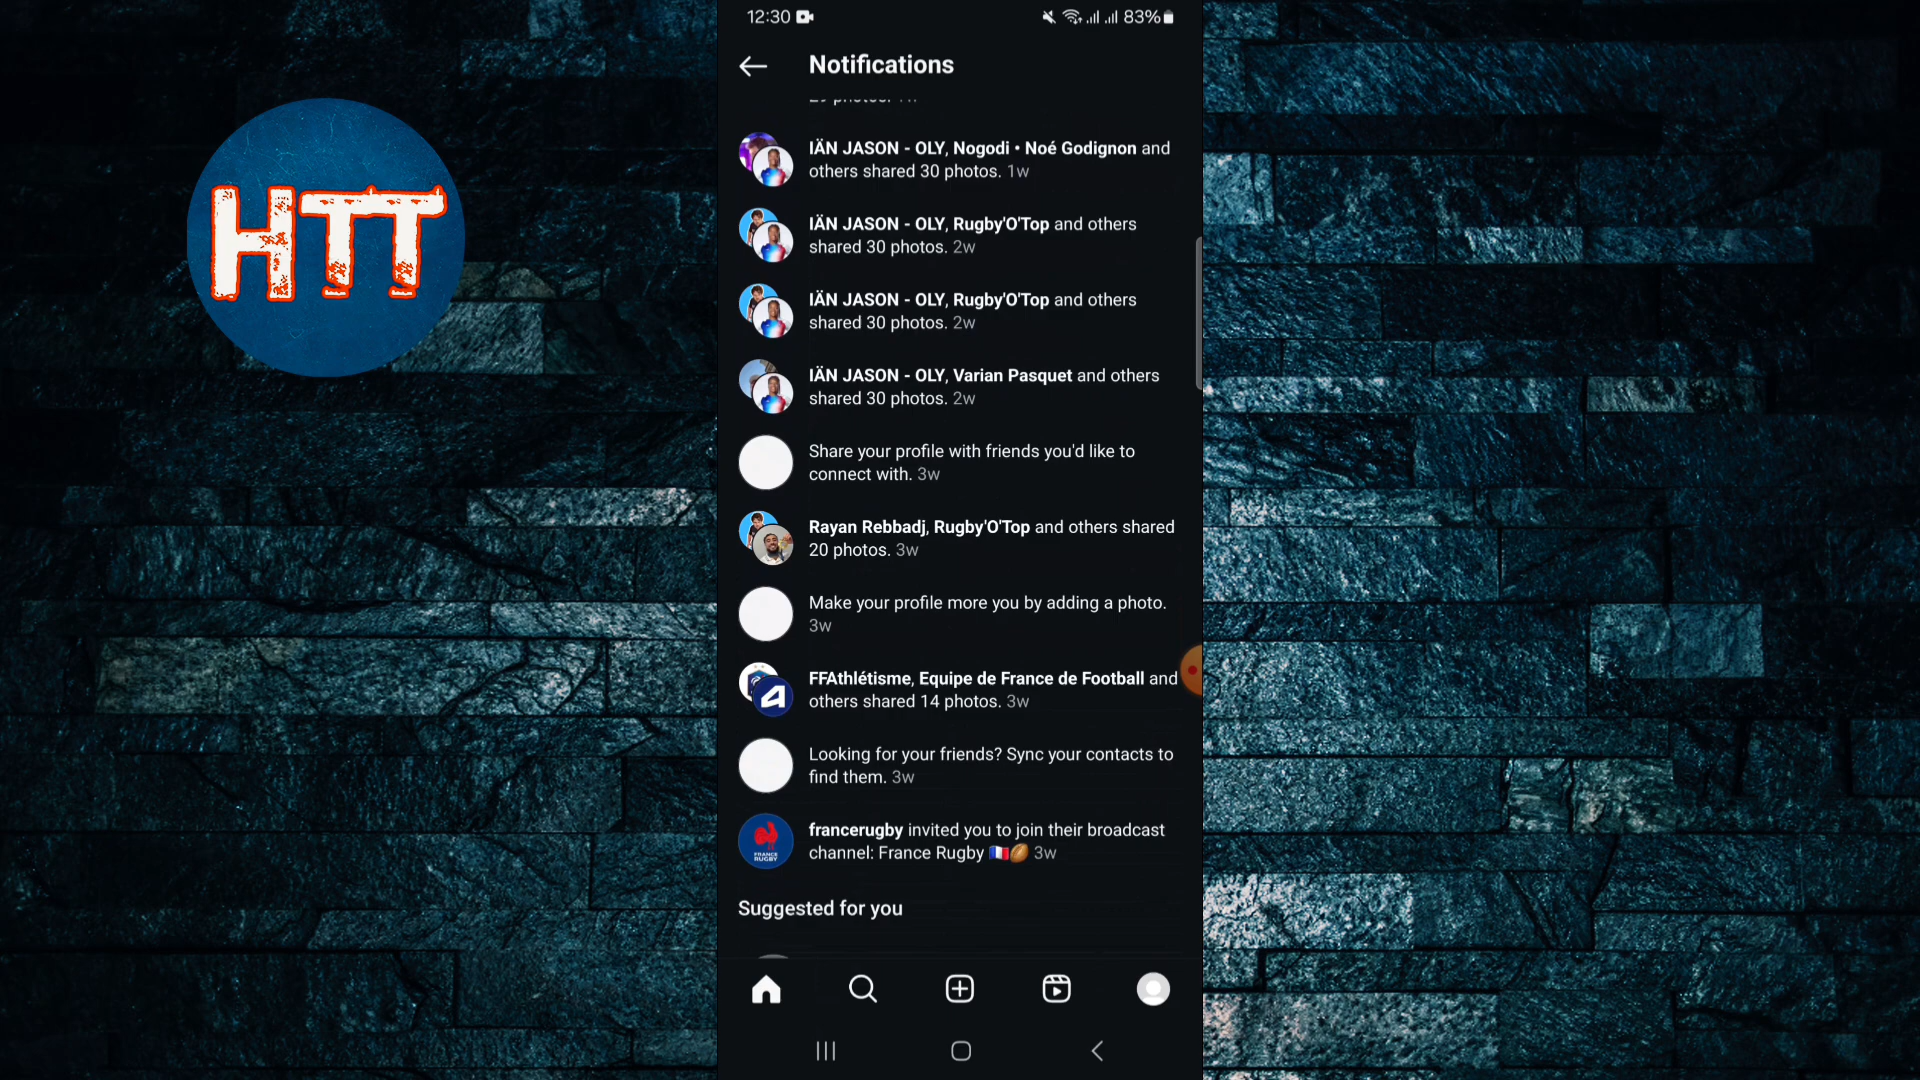 12:30
83%
Notifications
HTT
IÄN JASON - OLY, Nogodi • Noé Godignon and
others shared 30 photos. 1w
IÄN JASON - OLY, Rugby'O'Top and others
shared 30 photos. 2w
IÄN JASON - OLY, Rugby'O'Top and others
shared 30 photos. 2w
IÄN JASON - OLY, Varian Pasquet and others
shared 30 photos. 2w
Share your profile with friends you'd like to
connect with. 3w
Rayan Rebbadj, Rugby'O'Top and others shared
20 photos. 3w
Make your profile more you by adding a photo.
3w
FFAthlétisme, Equipe de France de Football and
others shared 14 photos. 3w
Looking for your friends? Sync your contacts to
find them. 3w
francerugby invited you to join their broadcast
channel: France Rugby 🇫🇷🏉 3w
FRANCE
RUGBY
Suggested for you